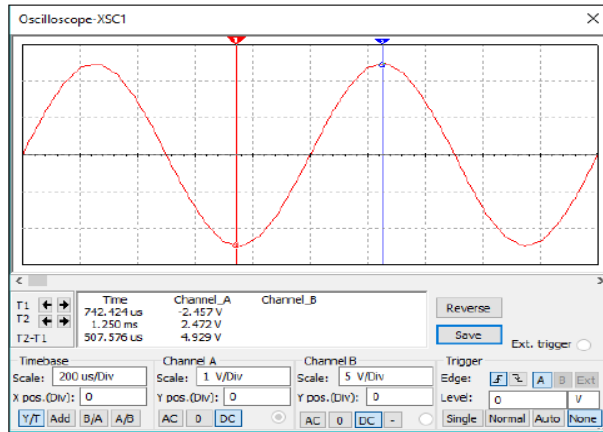 Oscilloscope-XSC1
1 2
Time Channel_A Channel_B
T1 742.424 us -2.457 V
T2 1.250 ms 2.472 V
T2-T1 507.576 us 4.929 V
Reverse
Save
Ext. trigger
Timebase
Scale: 200 us/Div
X pos.(Div): 0
Y/T Add B/A A/B
Channel A
Scale: 1 V/Div
Y pos.(Div): 0
AC 0 DC
Channel B
Scale: 5 V/Div
Y pos.(Div): 0
AC 0 DC -
Trigger
Edge: A B Ext
Level: 0 V
Single Normal Auto None